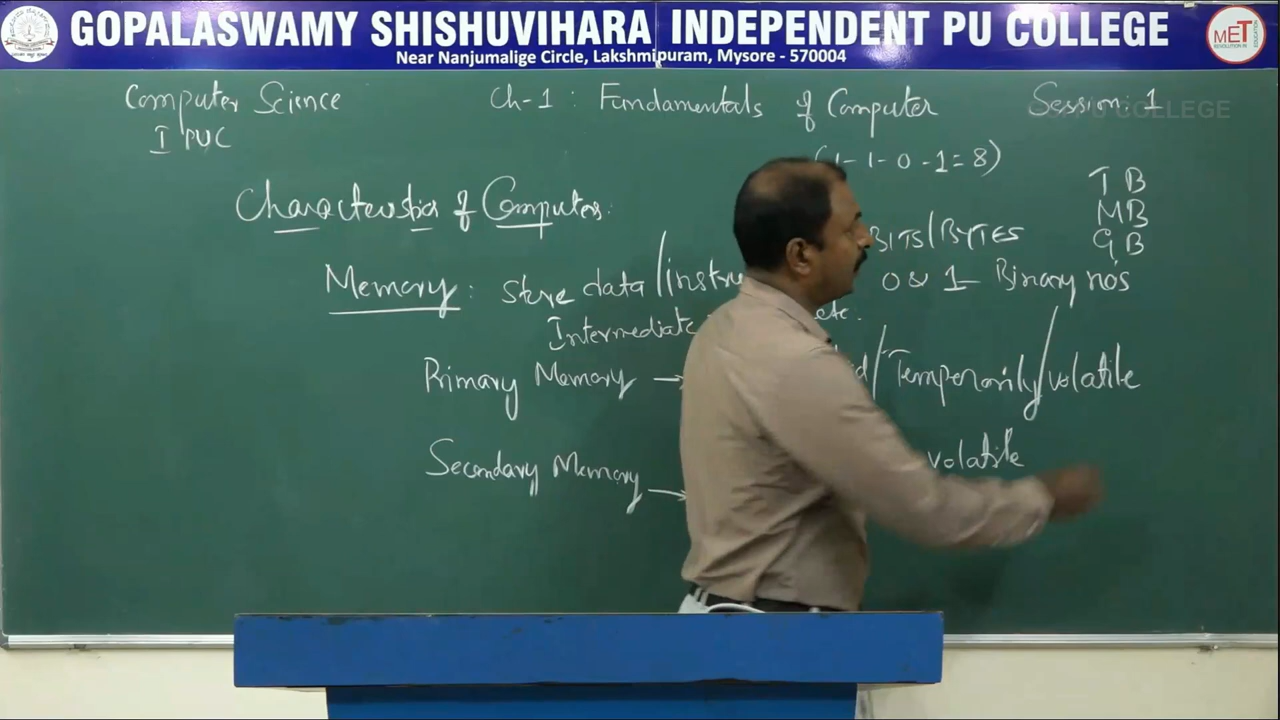 GOPALASWAMY SHISHUVIHARA INDEPENDENT PU COLLEGE
MET
Near Nanjumalige Circle, Lakshmipuram, Mysore - 570004
Computer Science Ch-1 : Fundamentals of Computer Session: 1
I PUC
1-1-0-1=8)
Characteristics of Computers:
TB
MB
GB
BITS/BYTES
Memory: Store data/instru 0 & 1 - Binary no's
Intermediate etc.
Primary Memory → d/Temporarily/volatile
Secondary Memory → volatile